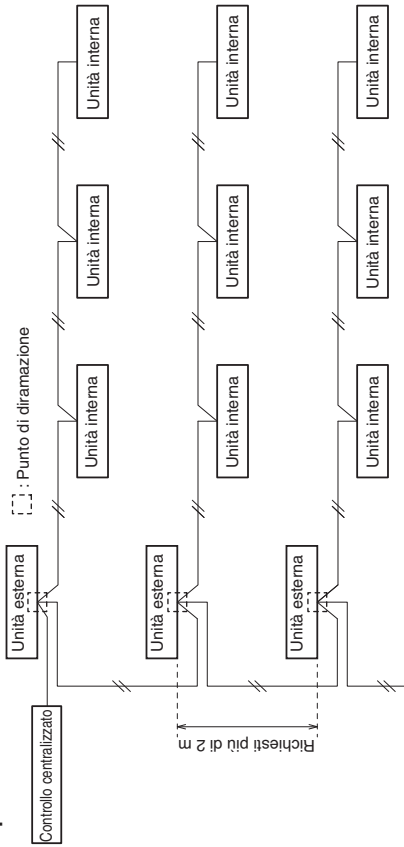 : Punto di diramazione
Controllo centralizzato
Unità esterna
Unità interna
Unità interna
Unità interna
Unità esterna
Unità interna
Unità interna
Unità interna
Richiesti più di 2 m
Unità esterna
Unità interna
Unità interna
Unità interna